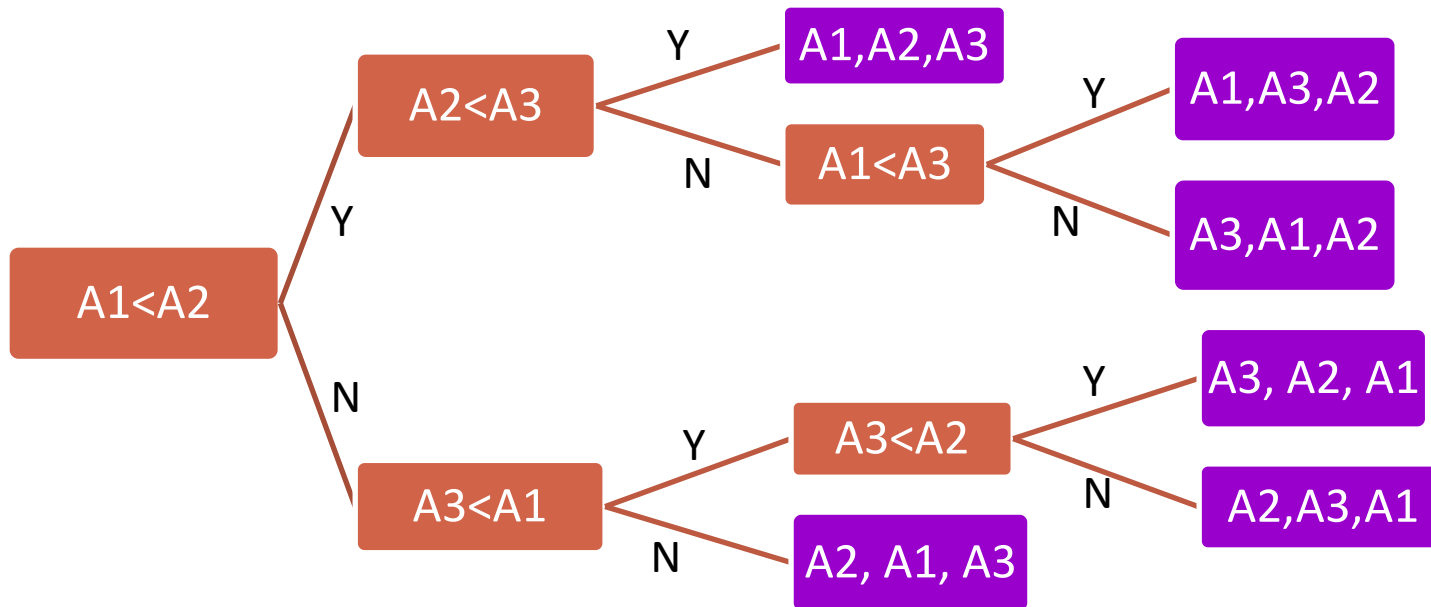 A1<A2
Y
N
A2<A3
Y
N
A1,A2,A3
A1<A3
Y
N
A1,A3,A2
A3,A1,A2
A3<A1
Y
N
A3<A2
Y
N
A3, A2, A1
A2,A3,A1
A2, A1, A3